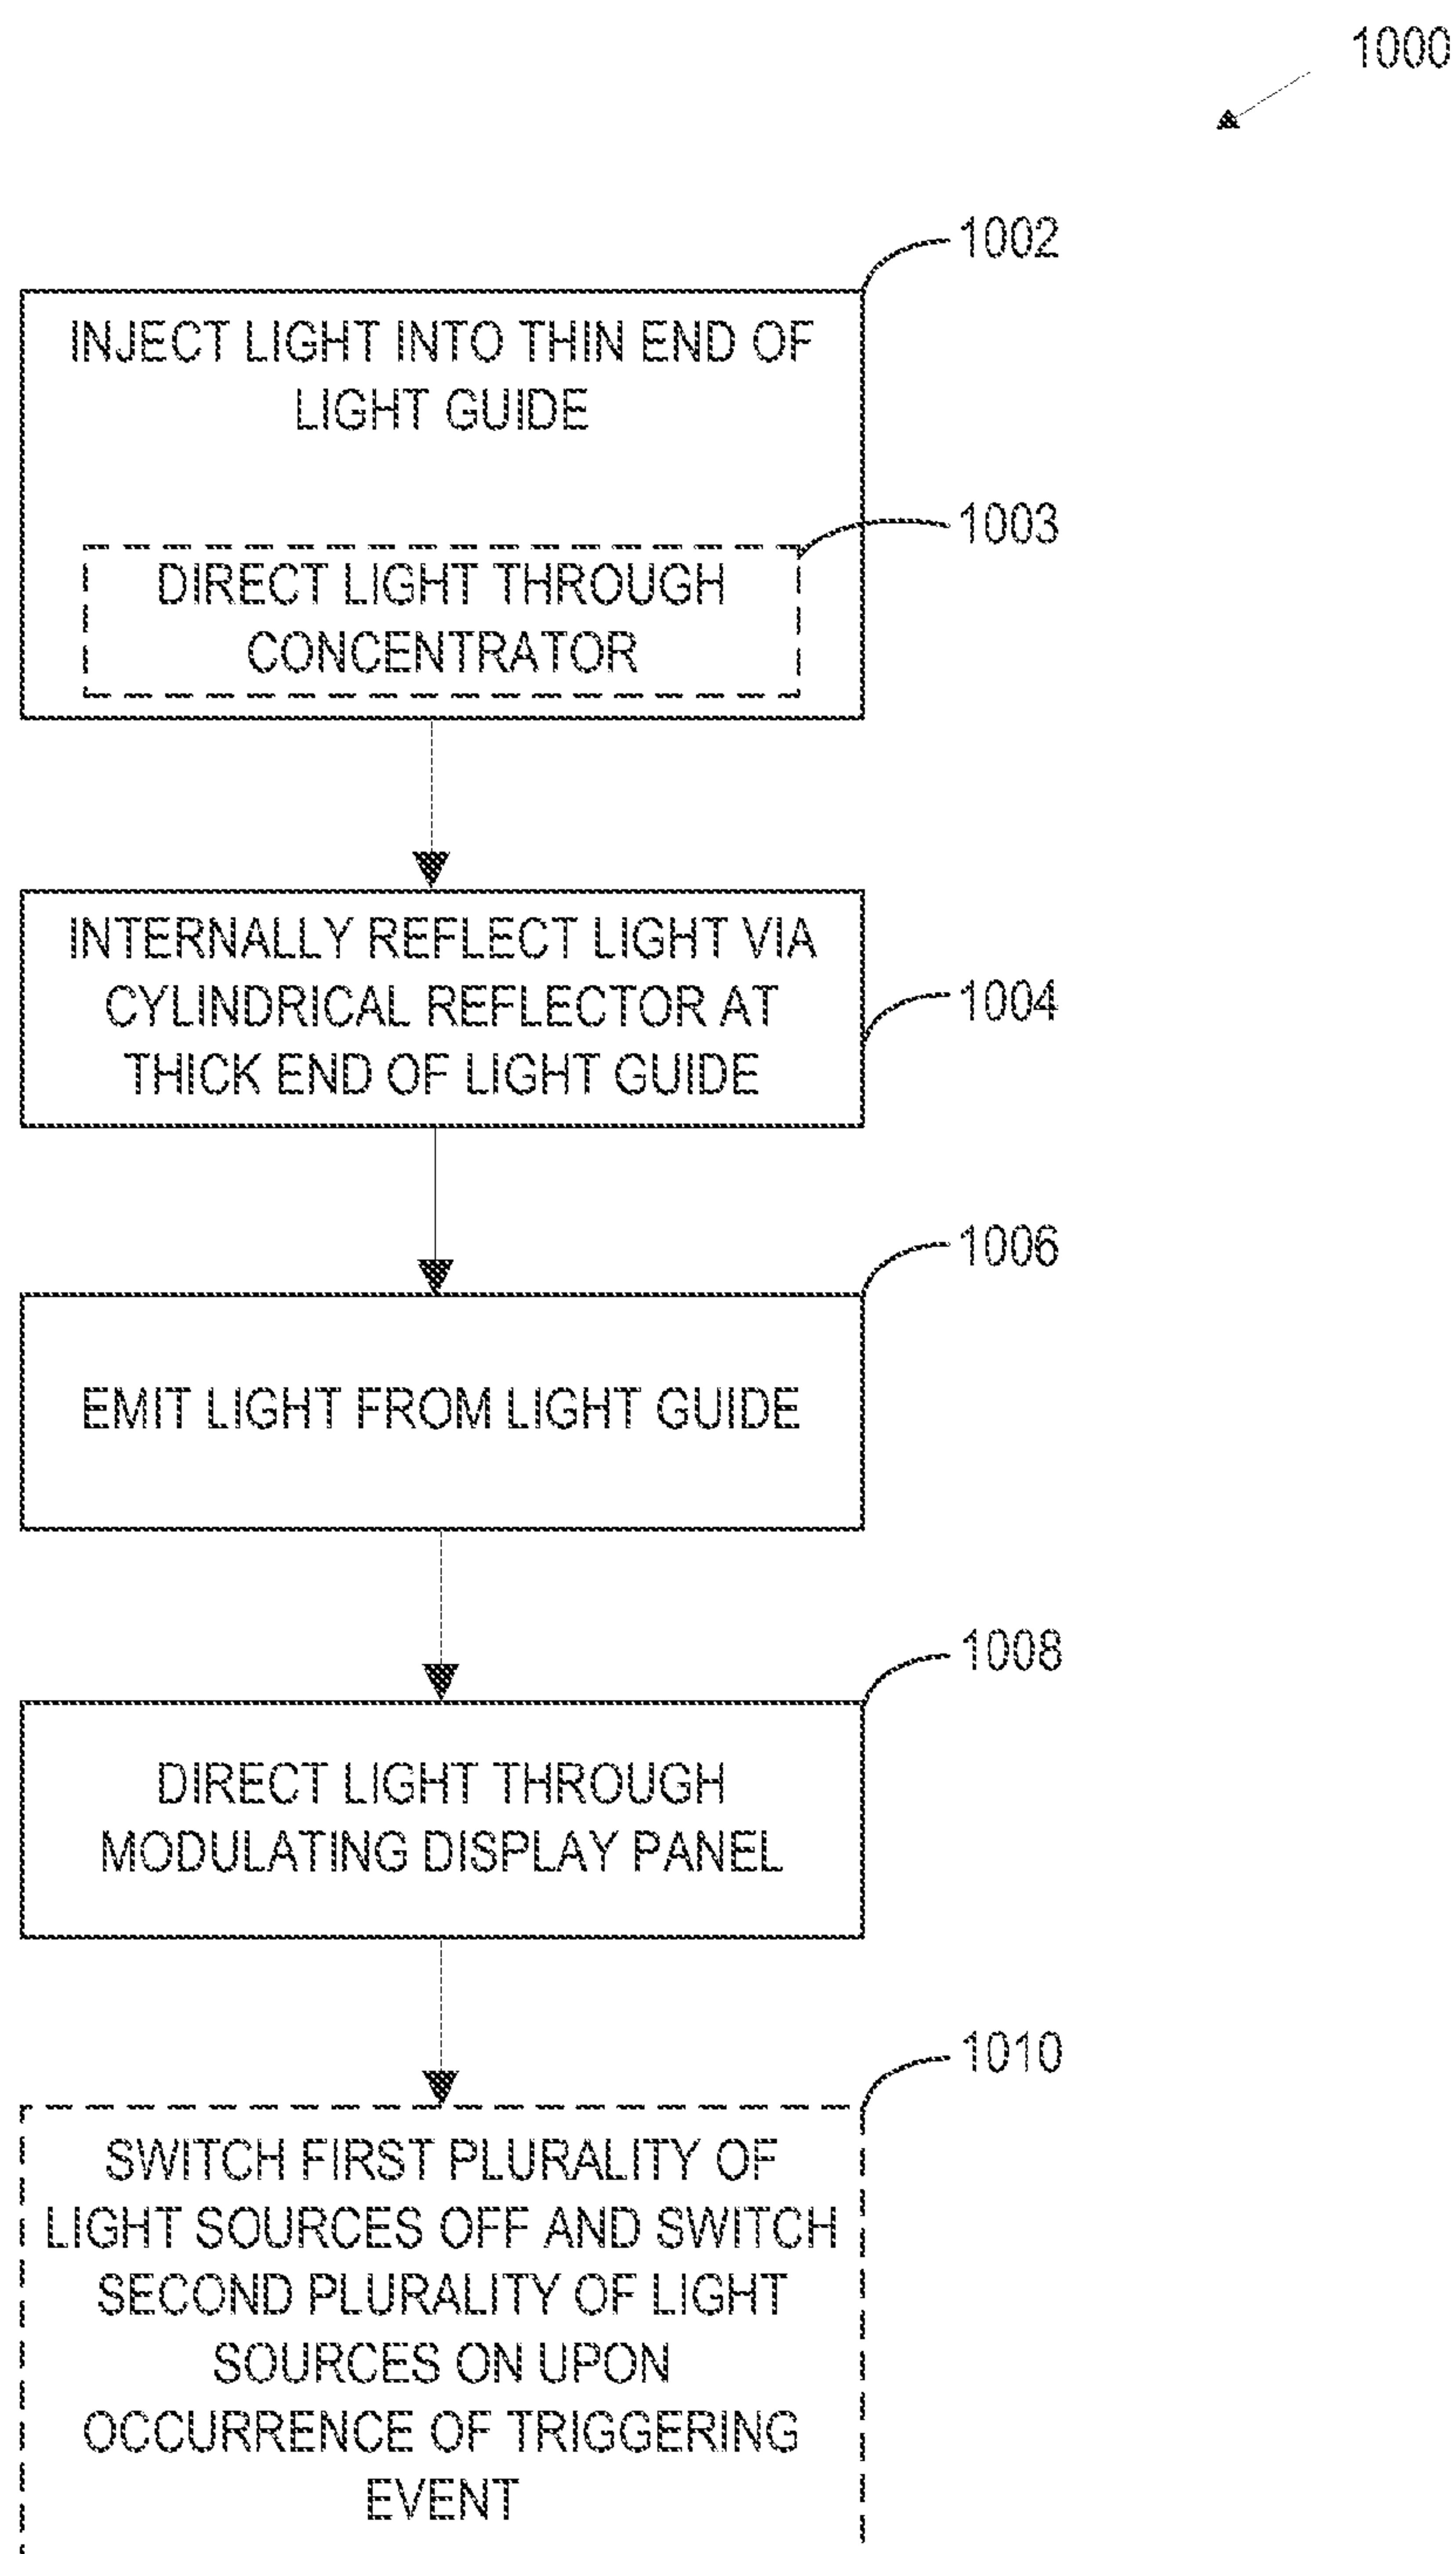 1000
1002
INJECT LIGHT INTO THIN END OF
LIGHT GUIDE
1003
DIRECT LIGHT THROUGH
CONCENTRATOR
INTERNALLY REFLECT LIGHT VIA
CYLINDRICAL REFLECTOR AT
THICK END OF LIGHT GUIDE
1004
1006
EMIT LIGHT FROM LIGHT GUIDE
1008
DIRECT LIGHT THROUGH
MODULATING DISPLAY PANEL
1010
SWITCH FIRST PLURALITY OF
LIGHT SOURCES OFF AND SWITCH
SECOND PLURALITY OF LIGHT
SOURCES ON UPON
OCCURRENCE OF TRIGGERING
EVENT